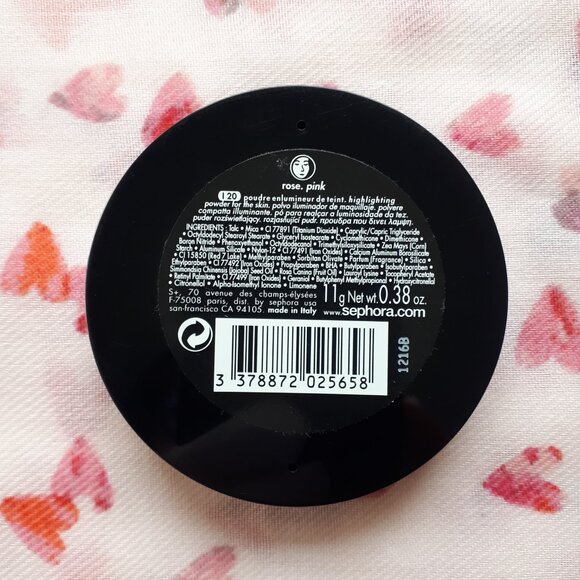 rose. pink
I 20 poudre enlumineur de teint. highlighting
powder for the skin. polvo iluminador de maquillaje. polvere
compatta illuminante. pó para realçar a luminosidade da tez.
puder rozświetlający. rozjasňující pudr. προυδρα που δινει λαμψη.
INGREDIENTS: Talc • Mica • CI 77891 (Titanium Dioxide) • Caprylic/Capric Triglyceride
• Octyldodecyl Stearoyl Stearate • Glyceryl Isostearate • Cyclomethicone • Dimethicone •
Boron Nitride • Phenoxyethanol • Octyldodecanol • Trimethylsiloxysilicate • Zea Mays (Corn)
Starch • Aluminum Silicate • Nylon-12 • CI 77491 (Iron Oxides) • Calcium Aluminum Borosilicate
• CI 15850 (Red 7 Lake) • Methylparaben • Sorbitan Olivate • Parfum (Fragrance) • Silica •
Ethylparaben • CI 77492 (Iron Oxides) • Propylparaben • BHA • Butylparaben • Isobutylparaben •
Simmondsia Chinensis (Jojoba) Seed Oil • Rosa Canina (Fruit Oil) • Lauroyl Lysine • Tocopheryl Acetate •
Retinyl Palmitate • CI 77499 (Iron Oxides) • Geraniol • Butylphenyl Methylpropional • Hydroxycitronellal
• Citronellol • Alpha-Isomethyl Ionone • Limonene
S+, 70 avenue des champs-élysées
F-75008 paris, dist. by sephora usa
san-francisco CA 94105. made in Italy
11g Net wt.0.38 oz.
www.sephora.com
3 378872 025658
1216B